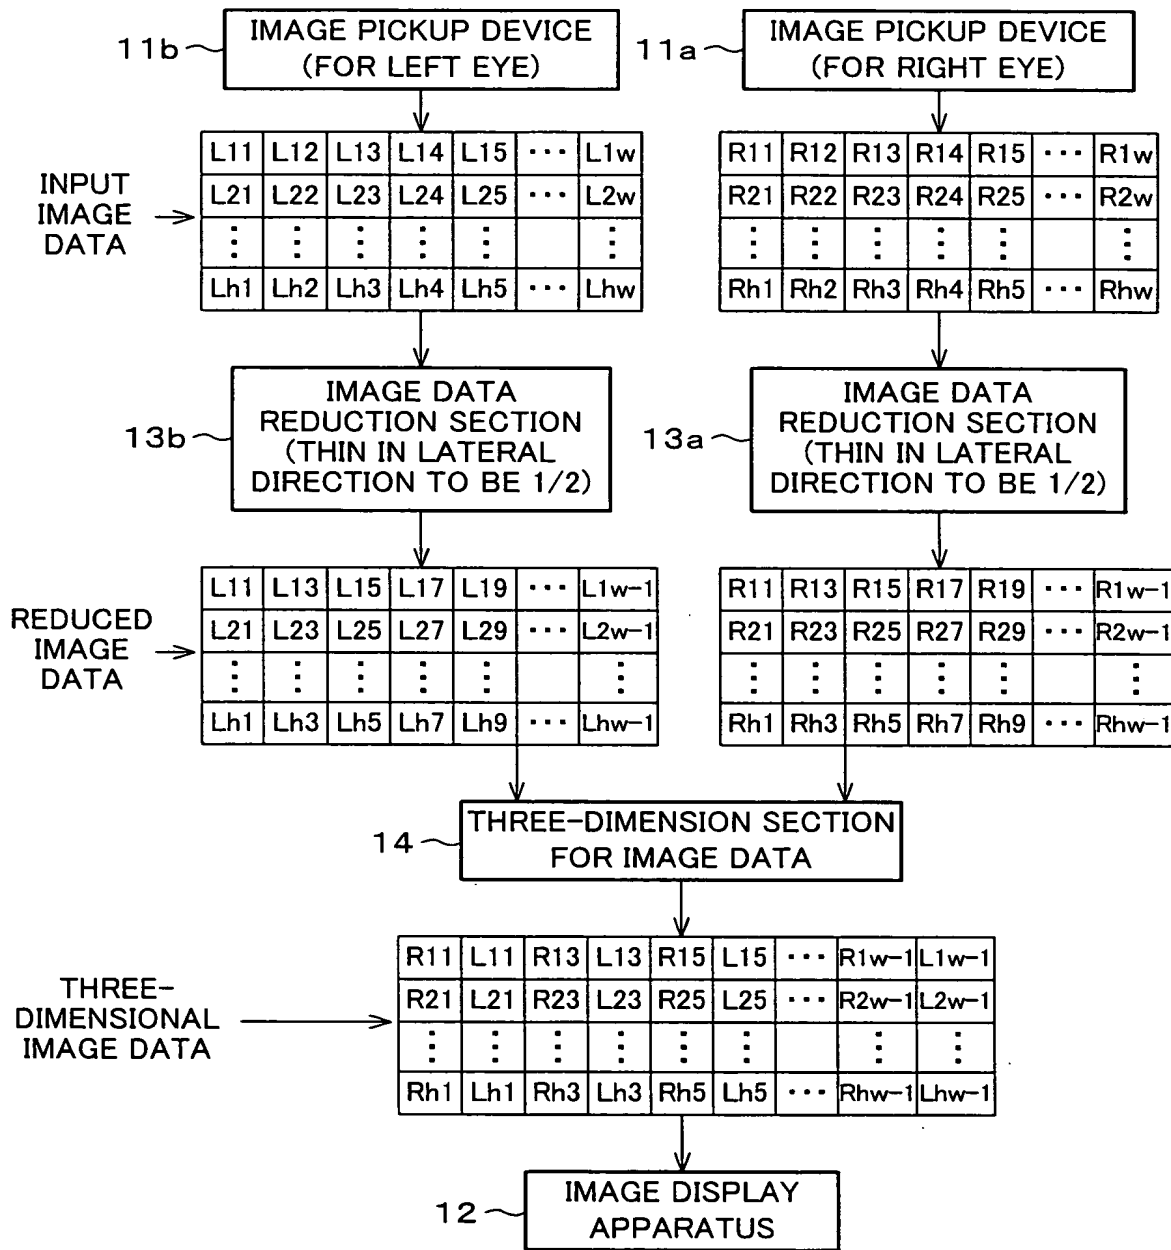 11b
IMAGE PICKUP DEVICE
(FOR LEFT EYE)
11a
IMAGE PICKUP DEVICE
(FOR RIGHT EYE)
INPUT
IMAGE
DATA
L11 L12 L13 L14 L15 ··· L1w
L21 L22 L23 L24 L25 ··· L2w
⋮ ⋮ ⋮ ⋮ ⋮ ⋮
Lh1 Lh2 Lh3 Lh4 Lh5 ··· Lhw
R11 R12 R13 R14 R15 ··· R1w
R21 R22 R23 R24 R25 ··· R2w
⋮ ⋮ ⋮ ⋮ ⋮ ⋮
Rh1 Rh2 Rh3 Rh4 Rh5 ··· Rhw
13b
IMAGE DATA
REDUCTION SECTION
(THIN IN LATERAL
DIRECTION TO BE 1/2)
13a
IMAGE DATA
REDUCTION SECTION
(THIN IN LATERAL
DIRECTION TO BE 1/2)
REDUCED
IMAGE
DATA
L11 L13 L15 L17 L19 ··· L1w-1
L21 L23 L25 L27 L29 ··· L2w-1
⋮ ⋮ ⋮ ⋮ ⋮ ⋮
Lh1 Lh3 Lh5 Lh7 Lh9 ··· Lhw-1
R11 R13 R15 R17 R19 ··· R1w-1
R21 R23 R25 R27 R29 ··· R2w-1
⋮ ⋮ ⋮ ⋮ ⋮ ⋮
Rh1 Rh3 Rh5 Rh7 Rh9 ··· Rhw-1
14
THREE-DIMENSION SECTION
FOR IMAGE DATA
THREE-
DIMENSIONAL
IMAGE DATA
R11 L11 R13 L13 R15 L15 ··· R1w-1 L1w-1
R21 L21 R23 L23 R25 L25 ··· R2w-1 L2w-1
⋮ ⋮ ⋮ ⋮ ⋮ ⋮ ⋮ ⋮
Rh1 Lh1 Rh3 Lh3 Rh5 Lh5 ··· Rhw-1 Lhw-1
12
IMAGE DISPLAY
APPARATUS